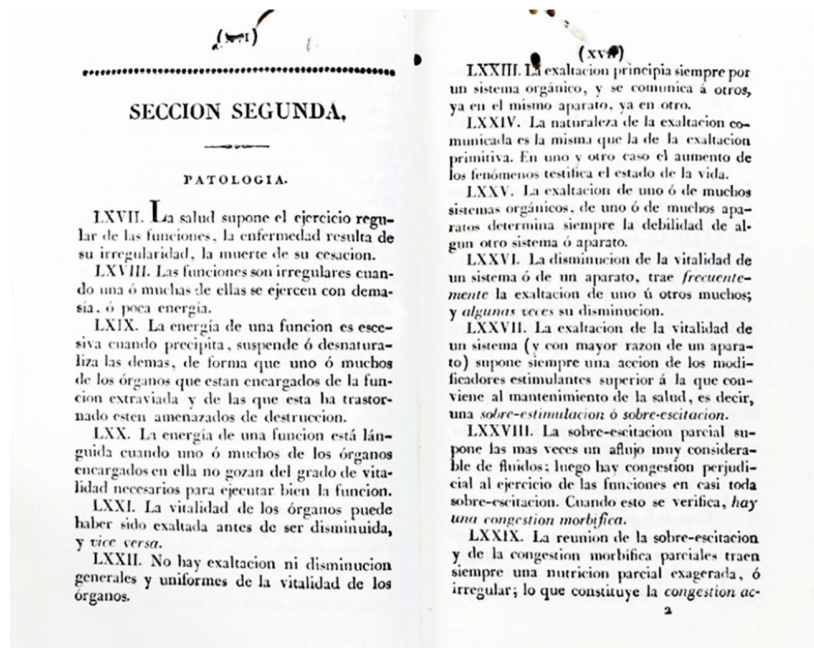 SECCION SEGUNDA.
PATOLOGIA.
LXVII. La salud supone el ejercicio regu-
lar de las funciones, la enfermedad resulta de
su irregularidad, la muerte de su cesacion.
LXVIII. Las funciones son irregulares cuan-
do una ó muchas de ellas se ejercen con dema-
sía, ó poca energía.
LXIX. La energía de una funcion es esce-
siva cuando precipita, suspende ó desnatura-
liza las demas, de forma que uno ó muchos
de los órganos que estan encargados de la fun-
cion extraviada y de las que esta ha trastor-
nado esten amenazados de destruccion.
LXX. La energía de una funcion está lán-
guida cuando uno ó muchos de los órganos
encargados en ella no gozan del grado de vita-
lidad necesarios para ejecutar bien la funcion.
LXXI. La vitalidad de los órganos puede
haber sido exaltada antes de ser disminuida,
y vice versa.
LXXII. No hay exaltacion ni disminucion
generales y uniformes de la vitalidad de los
órganos.
LXXIII. La exaltacion principia siempre por
un sistema orgánico, y se comunica á otros,
ya en el mismo aparato, ya en otro.
LXXIV. La naturaleza de la exaltacion co-
municada es la misma que la de la exaltacion
primitiva. En uno y otro caso el aumento de
los fenómenos testifica el estado de la vida.
LXXV. La exaltacion de uno ó de muchos
sistemas orgánicos, de uno ó de muchos apa-
ratos determina siempre la debilidad de al-
gun otro sistema ó aparato.
LXXVI. La disminucion de la vitalidad de
un sistema ó de un aparato, trae frecuente-
mente la exaltacion de uno ú otros muchos;
y algunas veces su disminucion.
LXXVII. La exaltacion de la vitalidad de
un sistema (y con mayor razon de un apara-
to) supone siempre una accion de los modi-
ficadores estimulantes superior á la que con-
viene al mantenimiento de la salud, es decir,
una sobre-estimulacion ó sobre-escitacion.
LXXVIII. La sobre-escitacion parcial su-
pone las mas veces un aflujo muy considera-
ble de fluidos; luego hay congestion perjudi-
cial al ejercicio de las funciones en casi toda
sobre-escitacion. Cuando esto se verifica, hay
una congestion morbifica.
LXXIX. La reunion de la sobre-escitacion
y de la congestion morbifica parciales traen
siempre una nutricion parcial exagerada, ó
irregular; lo que constituye la congestion ac-
2